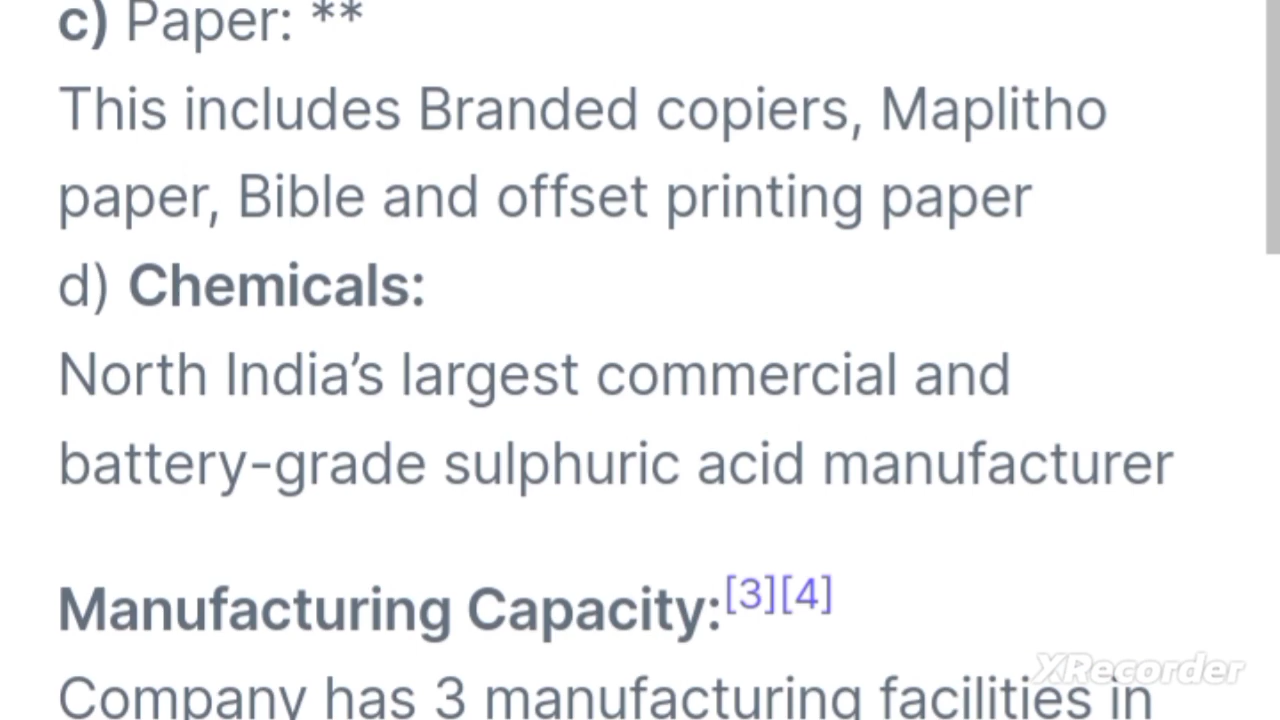 c) Paper: **
This includes Branded copiers, Maplitho
paper, Bible and offset printing paper
d) Chemicals:
North India’s largest commercial and
battery-grade sulphuric acid manufacturer
Manufacturing Capacity:[3][4]
Company has 3 manufacturing facilities in
XRecorder